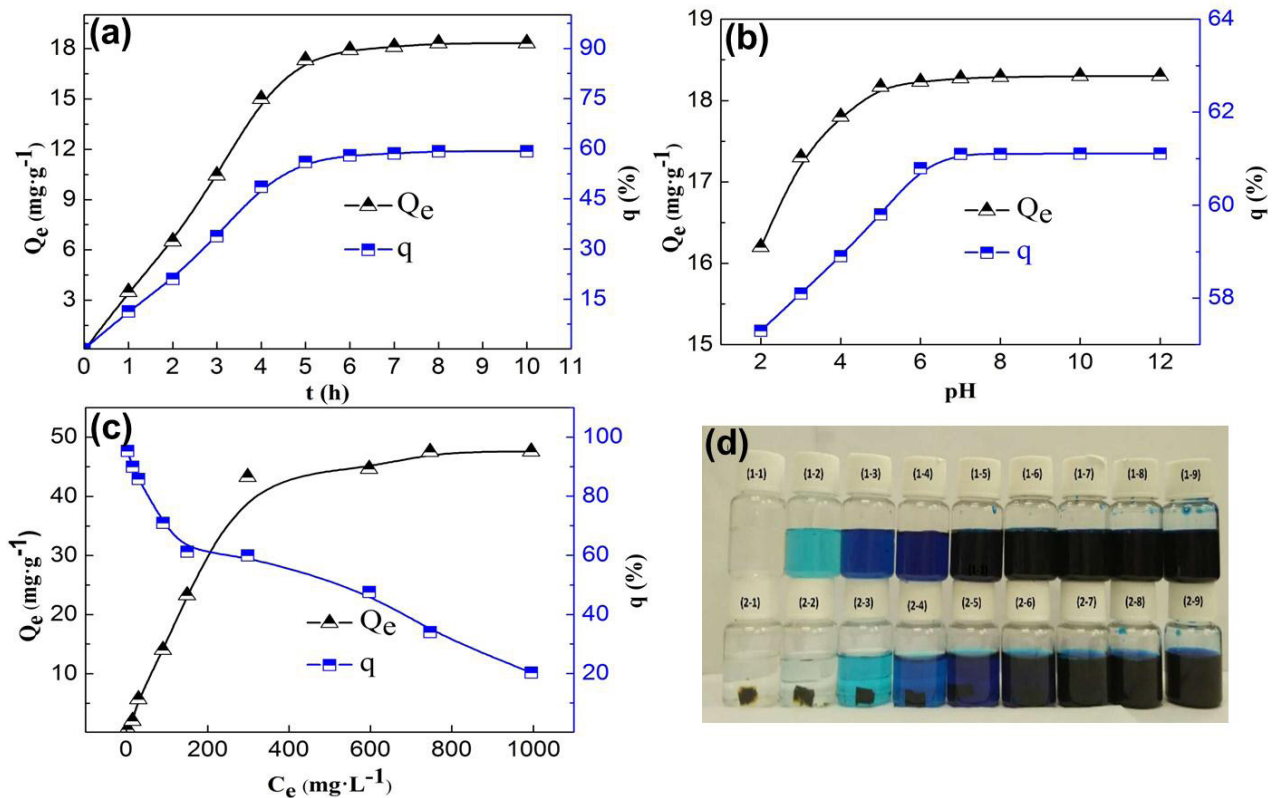 (a)
18
15
12
9
6
3
Qe (mg·g-1)
90
75
60
45
30
15
q (%)
Qe
q
0 1 2 3 4 5 6 7 8 9 10 11
t (h)
(b)
19
18
17
16
15
Qe (mg·g-1)
64
62
60
58
q (%)
Qe
q
2 4 6 8 10 12
pH
(c)
50
40
30
20
10
Qe (mg·g-1)
100
80
60
40
20
q (%)
Qe
q
0 200 400 600 800 1000
Ce (mg·L-1)
(d)
(1-1) (1-2) (1-3) (1-4) (1-5) (1-6) (1-7) (1-8) (1-9)
(2-1) (2-2) (2-3) (2-4) (2-5) (2-6) (2-7) (2-8) (2-9)